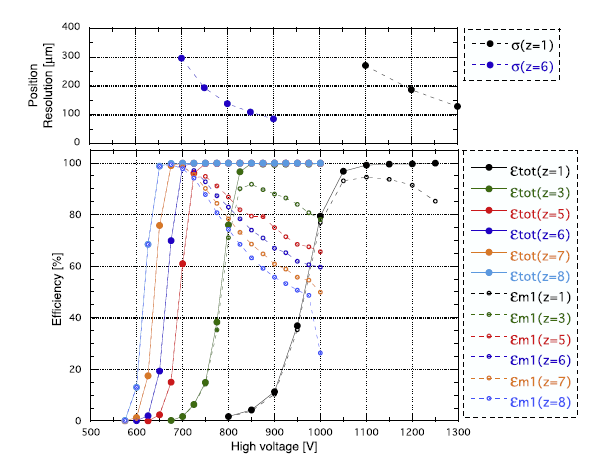 400
300
200
100
0
Position
Resolution [μm]
σ(z=1)
σ(z=6)
100
80
60
40
20
0
Efficiency [%]
εtot(z=1)
εtot(z=3)
εtot(z=5)
εtot(z=6)
εtot(z=7)
εtot(z=8)
εm1(z=1)
εm1(z=3)
εm1(z=5)
εm1(z=6)
εm1(z=7)
εm1(z=8)
500 600 700 800 900 1000 1100 1200 1300
High voltage [V]